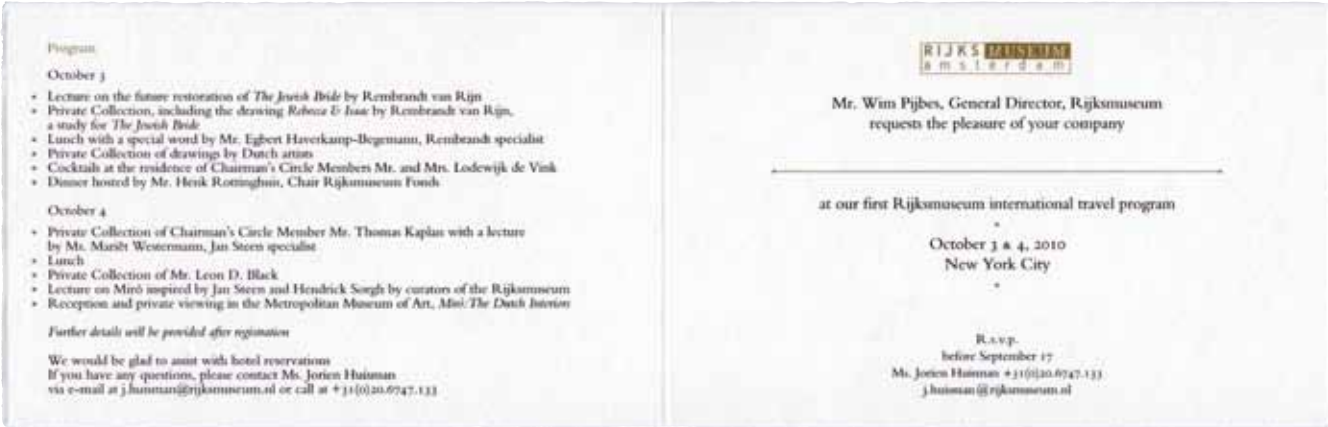 Program
October 3
• Lecture on the future restoration of The Jewish Bride by Rembrandt van Rijn
• Private Collection, including the drawing Rebecca & Isaac by Rembrandt van Rijn,
a study for The Jewish Bride
• Lunch with a special word by Mr. Egbert Haverkamp-Begemann, Rembrandt specialist
• Private Collection of drawings by Dutch artists
• Cocktails at the residence of Chairman's Circle Members Mr. and Mrs. Lodewijk de Vink
• Dinner hosted by Mr. Henk Rottinghuis, Chair Rijksmuseum Fonds
October 4
• Private Collection of Chairman's Circle Member Mr. Thomas Kaplan with a lecture
by Ms. Mariët Westermann, Jan Steen specialist
• Lunch
• Private Collection of Mr. Leon D. Black
• Lecture on Miró inspired by Jan Steen and Hendrick Sorgh by curators of the Rijksmuseum
• Reception and private viewing in the Metropolitan Museum of Art, Miró: The Dutch Interiors
Further details will be provided after registration
We would be glad to assist with hotel reservations
If you have any questions, please contact Ms. Jorien Huisman
via e-mail at j.huisman@rijksmuseum.nl or call at +31(0)20.6747.133
RIJKS MUSEUM
amsterdam
Mr. Wim Pijbes, General Director, Rijksmuseum
requests the pleasure of your company
at our first Rijksmuseum international travel program
October 3 & 4, 2010
New York City
R.s.v.p.
before September 17
Ms. Jorien Huisman +31(0)20.6747.133
j.huisman@rijksmuseum.nl